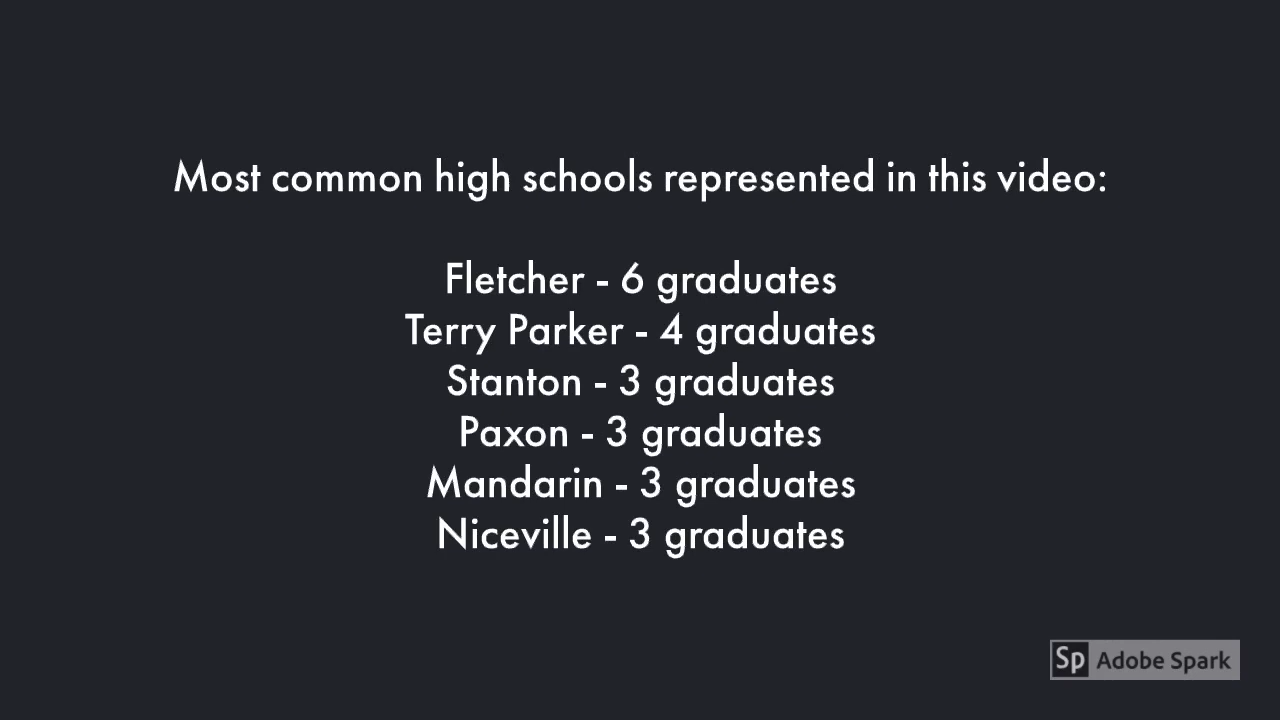 Most common high schools represented in this video:
Fletcher - 6 graduates
Terry Parker - 4 graduates
Stanton - 3 graduates
Paxon - 3 graduates
Mandarin - 3 graduates
Niceville - 3 graduates
Sp Adobe Spark